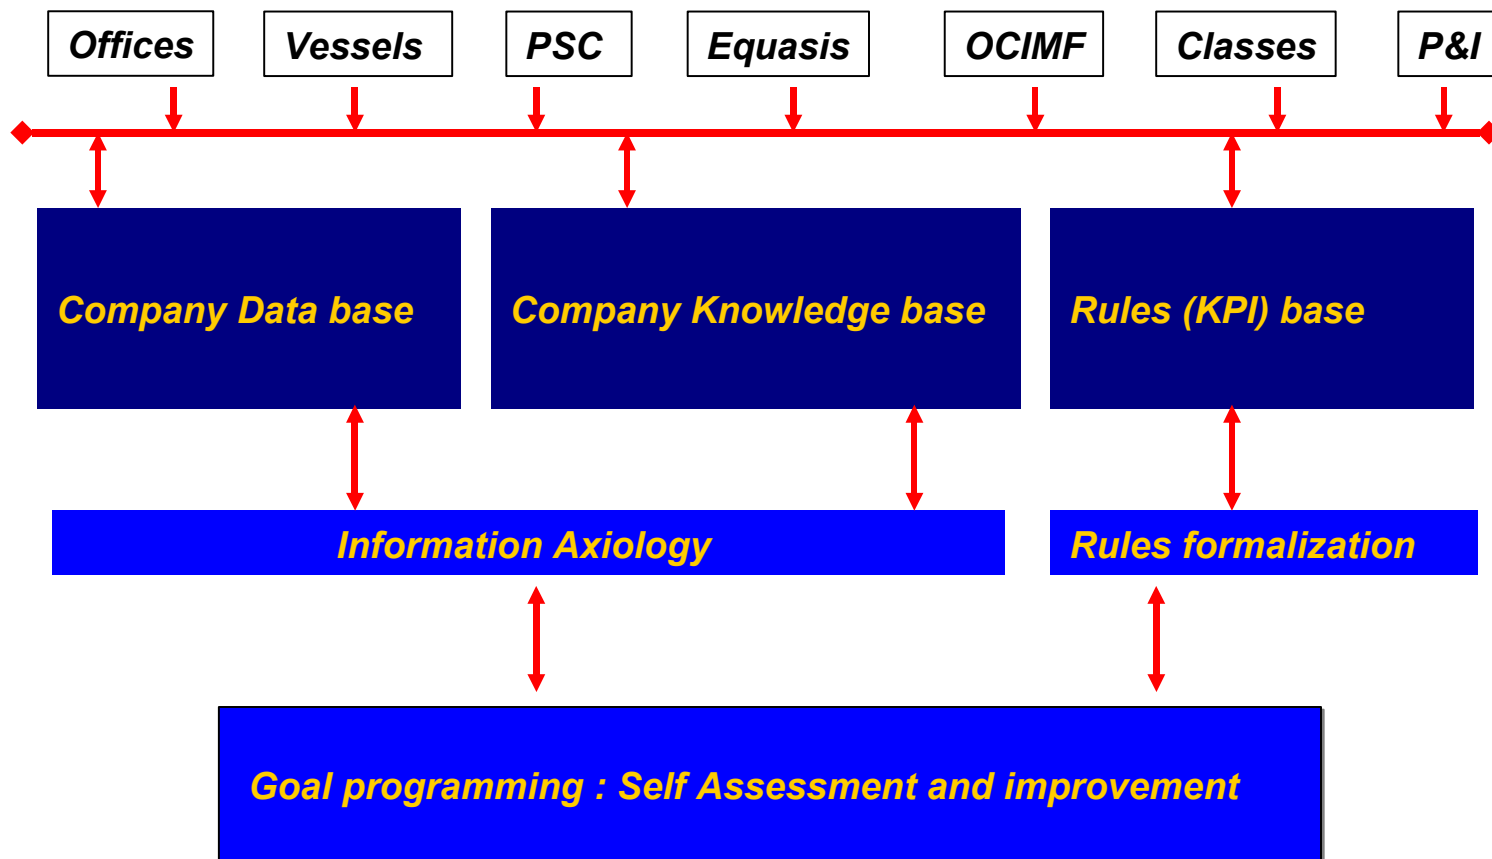 Offices
Vessels
PSC
Equasis
OCIMF
Classes
P&I
Company Data base
Company Knowledge base
Rules (KPI) base
Information Axiology
Rules formalization
Goal programming : Self Assessment and improvement